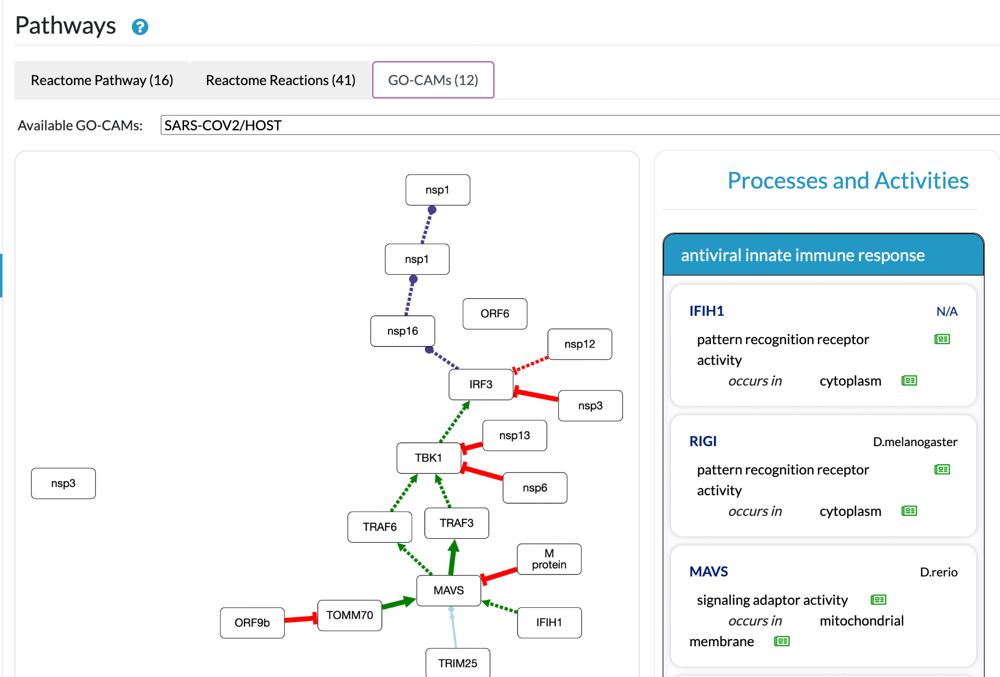 Pathways ?
Reactome Pathway (16)
Reactome Reactions (41)
GO-CAMs (12)
Available GO-CAMs:
SARS-COV2/HOST
nsp1
nsp1
ORF6
nsp16
nsp12
IRF3
nsp3
nsp13
TBK1
nsp3
nsp6
TRAF6
TRAF3
M
protein
MAVS
TOMM70
ORF9b
IFIH1
TRIM25
Processes and Activities
antiviral innate immune response
IFIH1 N/A
pattern recognition receptor
activity
occurs in cytoplasm
RIGI D.melanogaster
pattern recognition receptor
activity
occurs in cytoplasm
MAVS D.rerio
signaling adaptor activity
occurs in mitochondrial
membrane